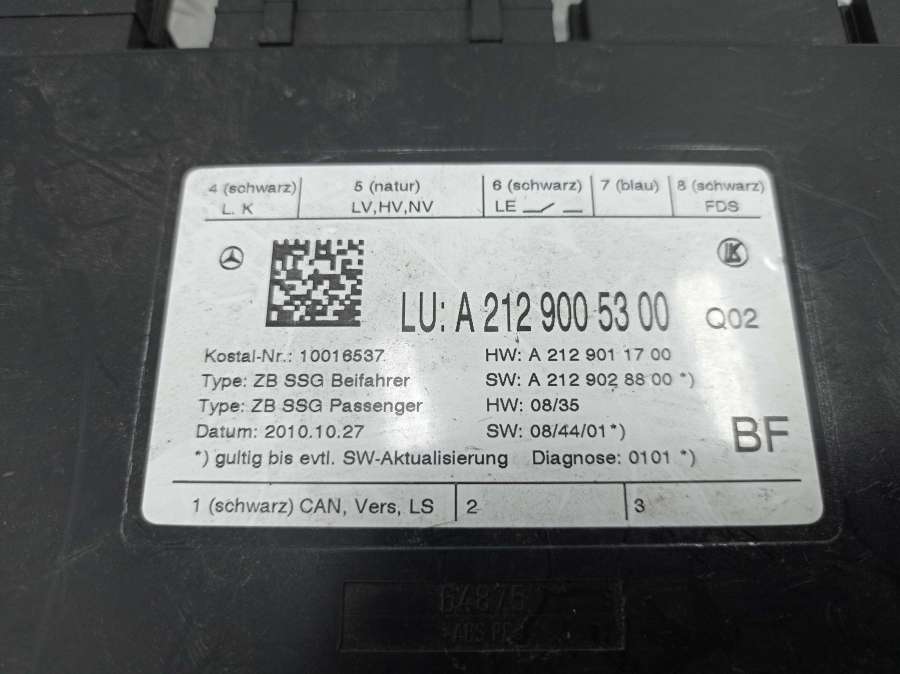 4 (schwarz) 5 (natur) 6 (schwarz) 7 (blau) 8 (schwarz)
L. K LV,HV,NV LE FDS
LU: A 212 900 53 00 Q02
Kostal-Nr.: 10016537 HW: A 212 901 17 00
Type: ZB SSG Beifahrer SW: A 212 902 88 00 *)
Type: ZB SSG Passenger HW: 08/35
Datum: 2010.10.27 SW: 08/44/01*)
BF
*) gultig bis evtl. SW-Aktualisierung Diagnose: 0101 *)
1 (schwarz) CAN, Vers, LS 2 3
64875